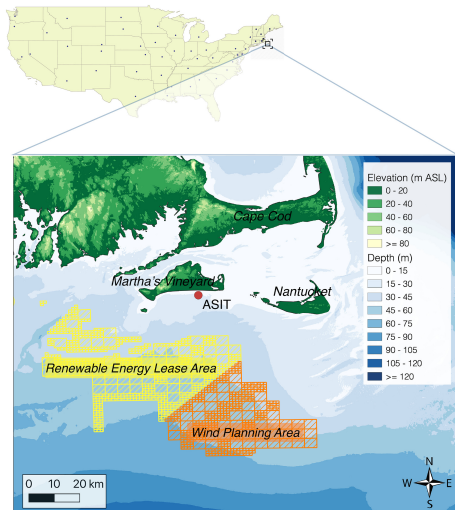 Elevation (m ASL)
0 - 20
20 - 40
40 - 60
60 - 80
>= 80
Depth (m)
0 - 15
15 - 30
30 - 45
45 - 60
60 - 75
75 - 90
90 - 105
105 - 120
>= 120
Cape Cod
Martha's Vineyard
Nantucket
ASIT
Renewable Energy Lease Area
Wind Planning Area
0 10 20 km
N
W E
S